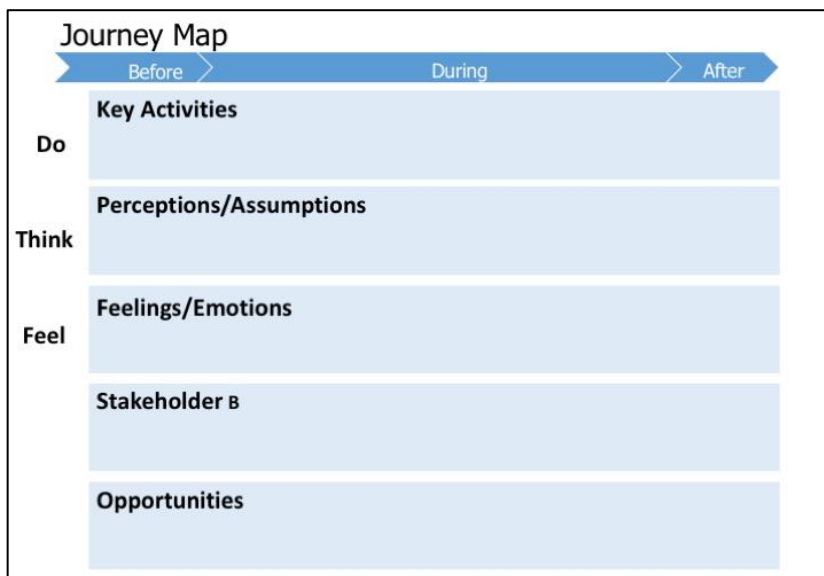 Journey Map
Before During After
Key Activities
Do
Perceptions/Assumptions
Think
Feelings/Emotions
Feel
Stakeholder B
Opportunities